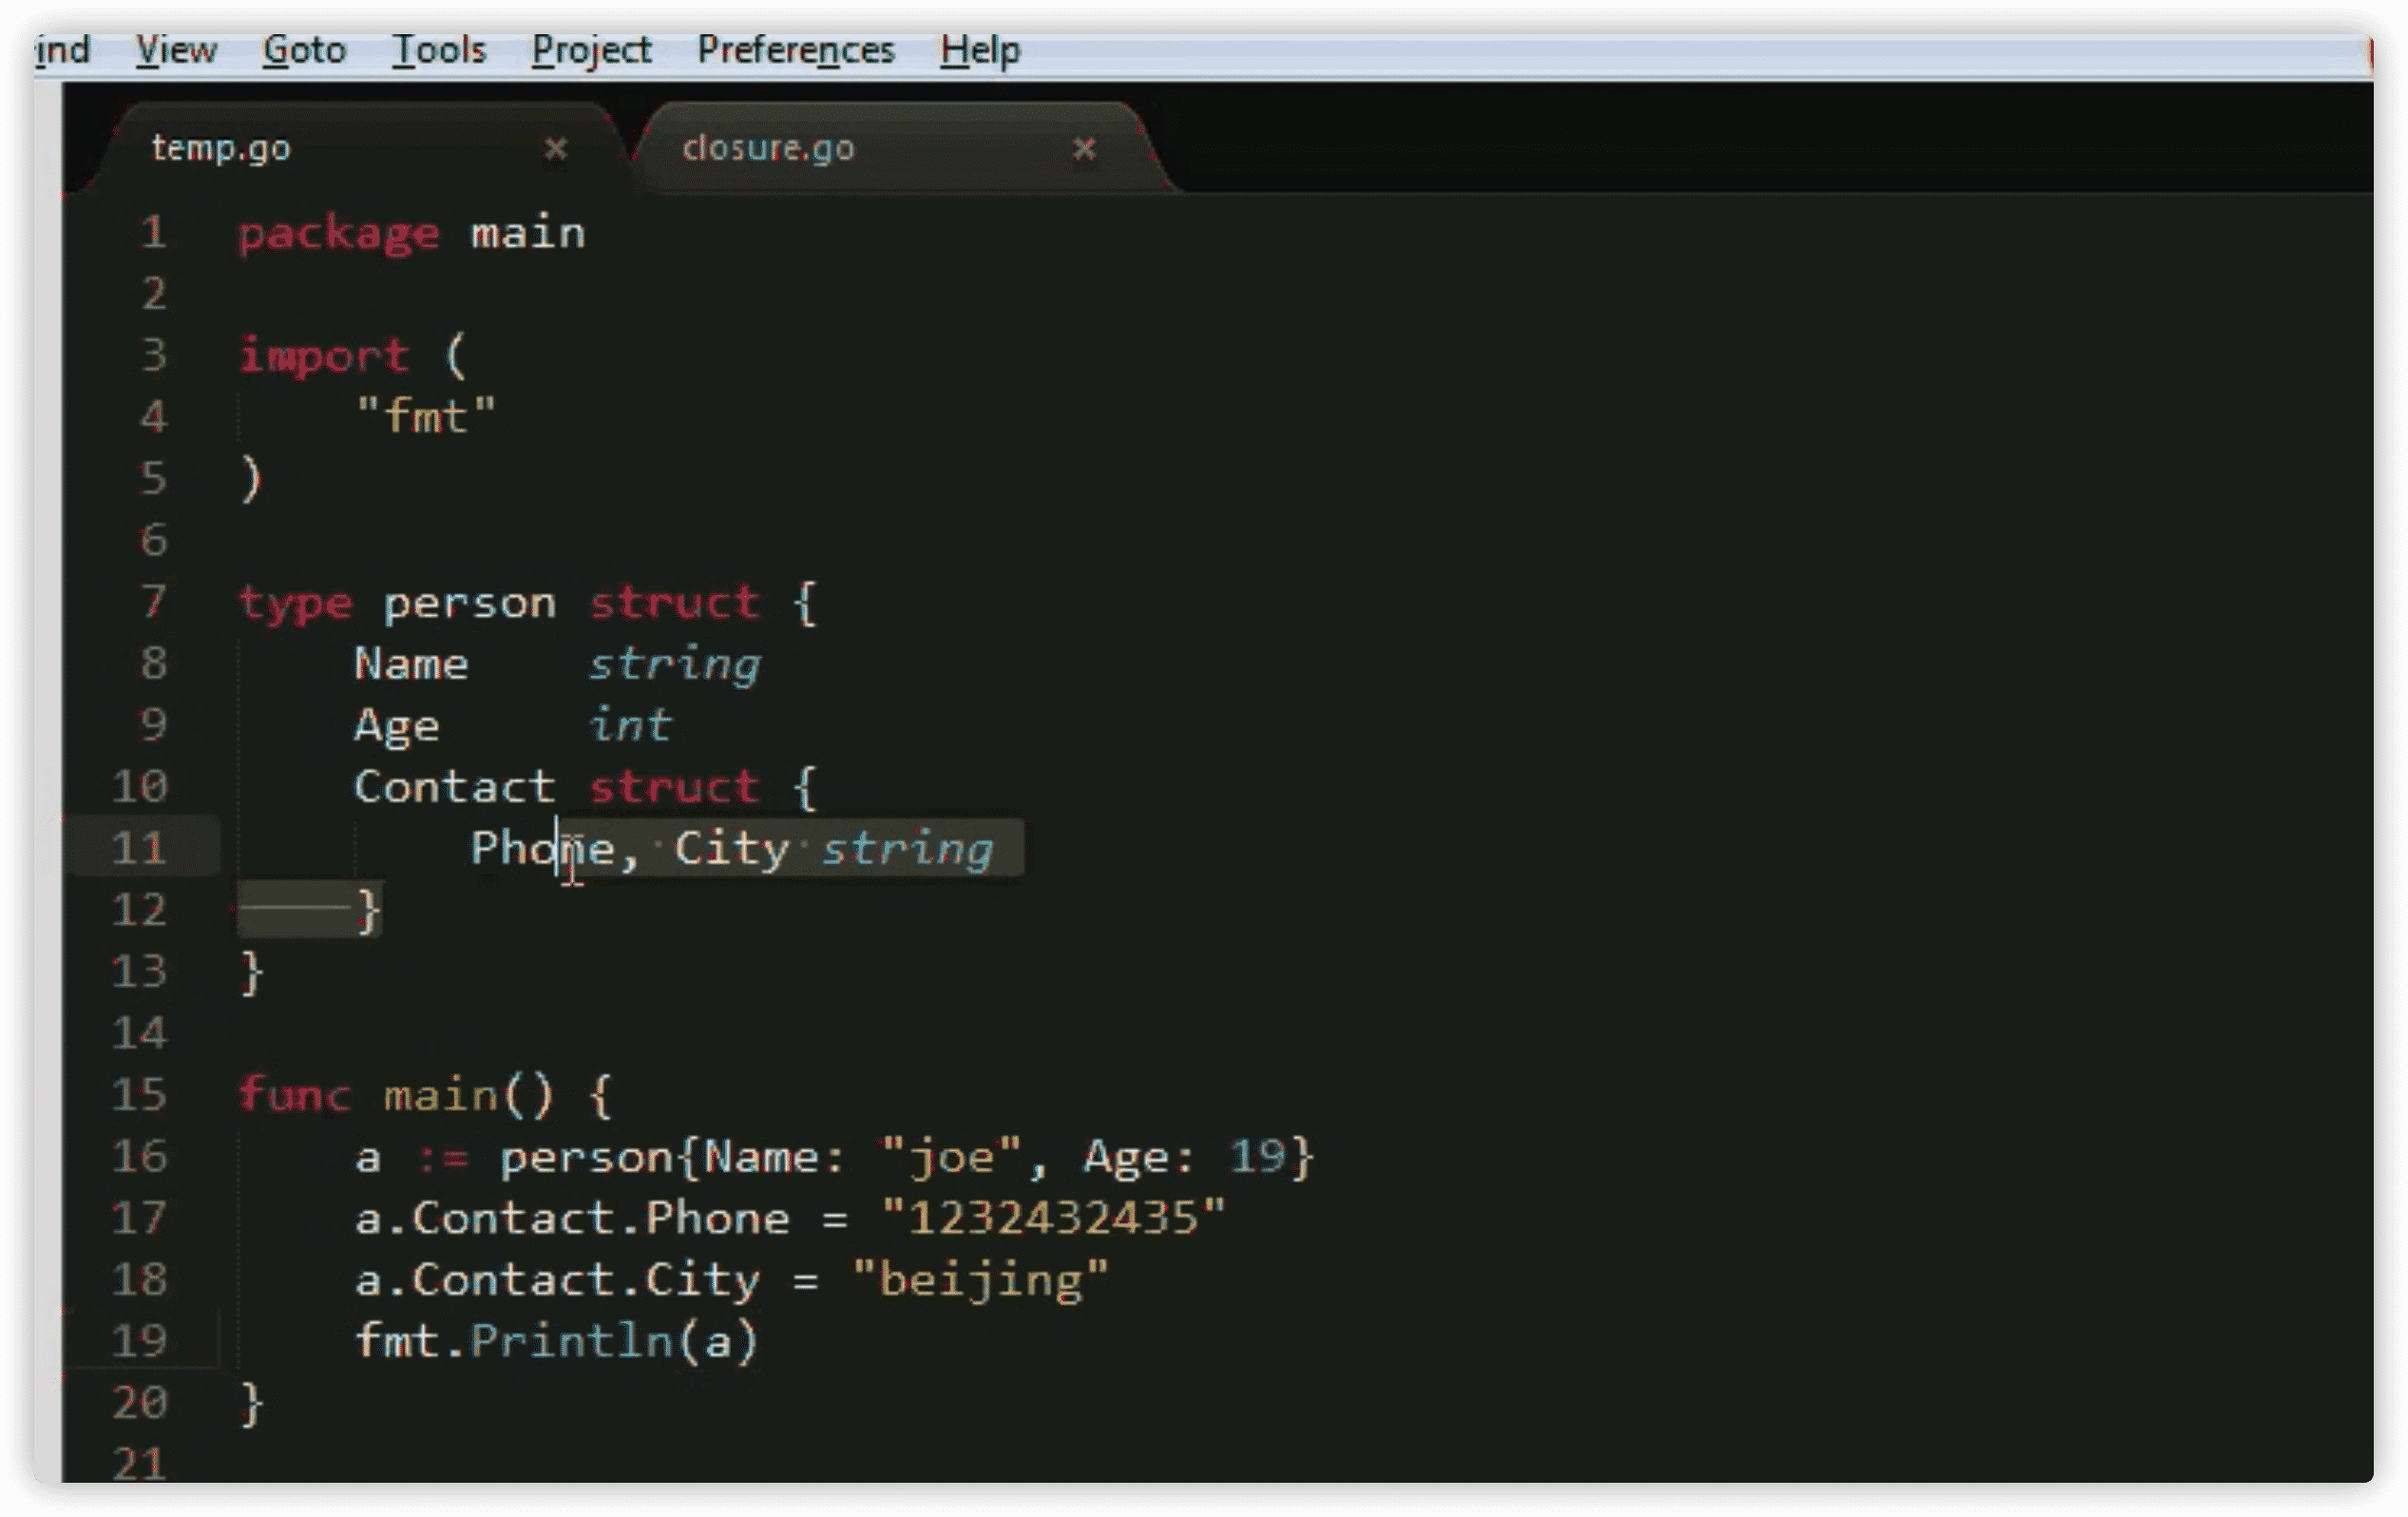 ind View Goto Tools Project Preferences Help
temp.go × closure.go ×
1 package main
2
3 import (
4     "fmt"
5 )
6
7 type person struct {
8     Name    string
9     Age     int
10     Contact struct {
11         Phone, City string
12     }
13 }
14
15 func main() {
16     a := person{Name: "joe", Age: 19}
17     a.Contact.Phone = "1232432435"
18     a.Contact.City = "beijing"
19     fmt.Println(a)
20 }
21